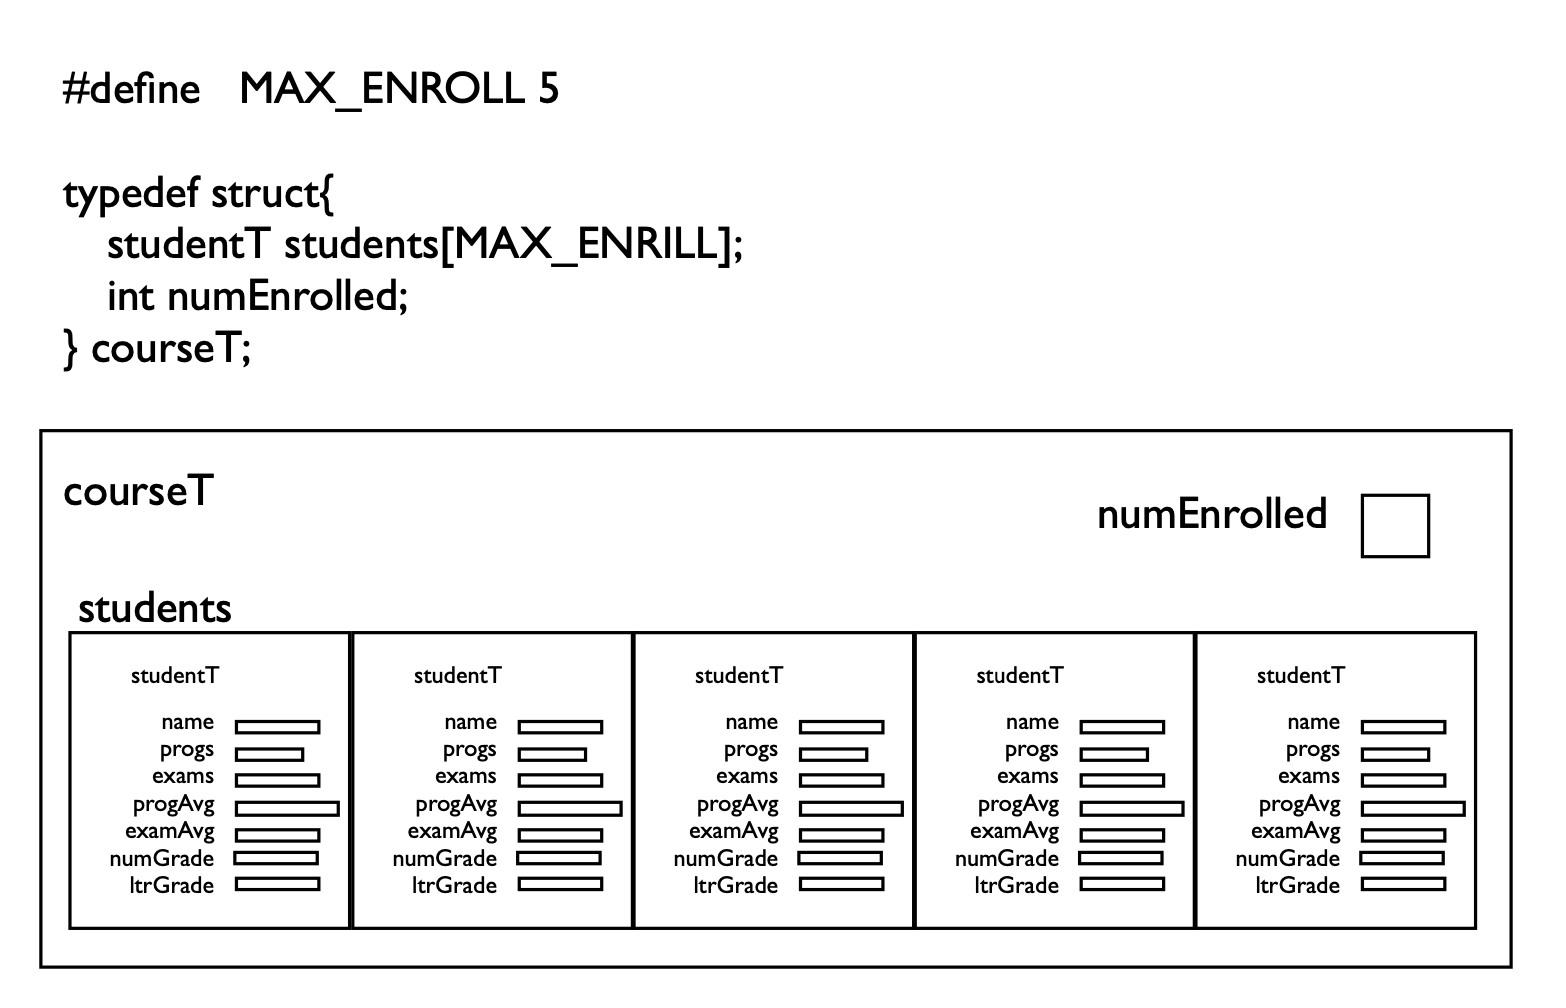 #define MAX_ENROLL 5
typedef struct{
studentT students[MAX_ENRILL];
int numEnrolled;
} courseT;
courseT
numEnrolled
students
studentT studentT studentT studentT studentT
name name name name name
progs progs progs progs progs
exams exams exams exams exams
progAvg progAvg progAvg progAvg progAvg
examAvg examAvg examAvg examAvg examAvg
numGrade numGrade numGrade numGrade numGrade
ltrGrade ltrGrade ltrGrade ltrGrade ltrGrade